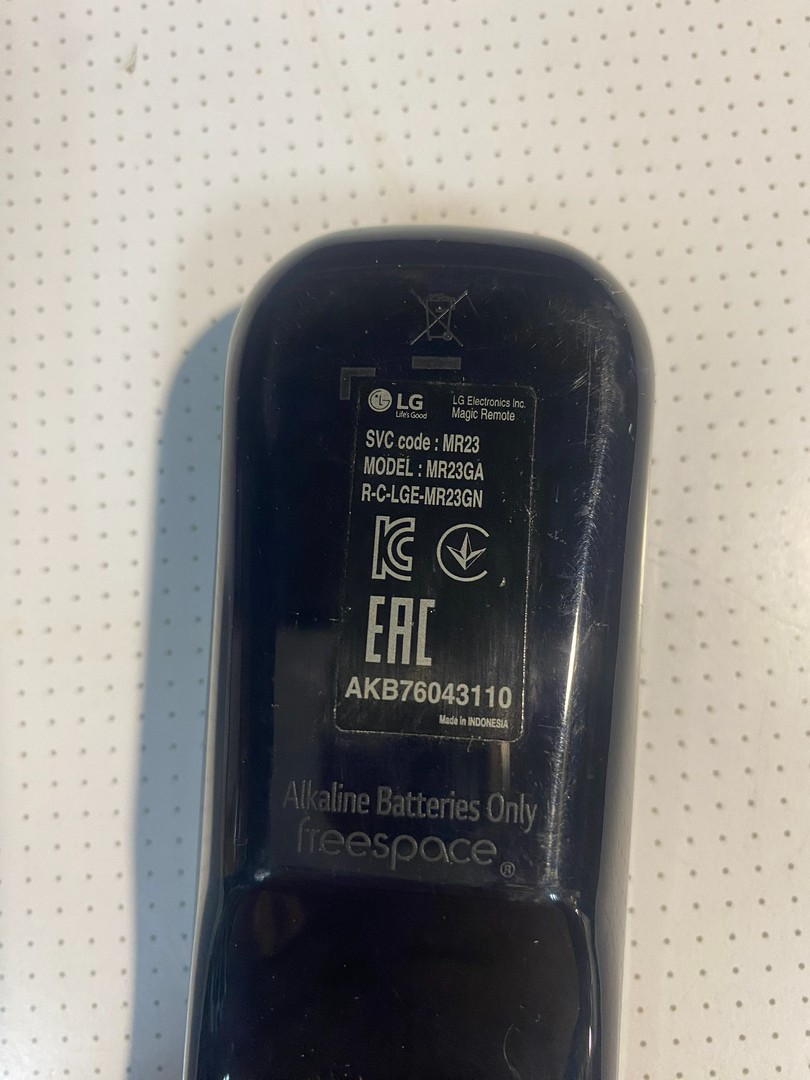 LG
Life's Good
LG Electronics Inc.
Magic Remote
SVC code : MR23
MODEL : MR23GA
R-C-LGE-MR23GN
KC
EAC
AKB76043110
Made in INDONESIA
Alkaline Batteries Only
freespace®